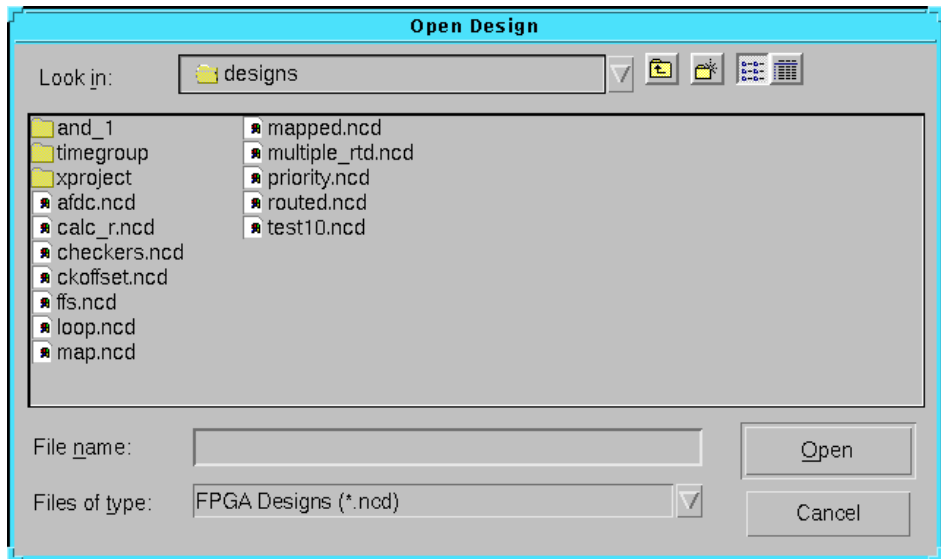 Open Design
Look in:
designs
and_1
timegroup
xproject
afdc.ncd
calc_r.ncd
checkers.ncd
ckoffset.ncd
ffs.ncd
loop.ncd
map.ncd
mapped.ncd
multiple_rtd.ncd
priority.ncd
routed.ncd
test10.ncd
File name:
Open
Files of type:
FPGA Designs (*.ncd)
Cancel